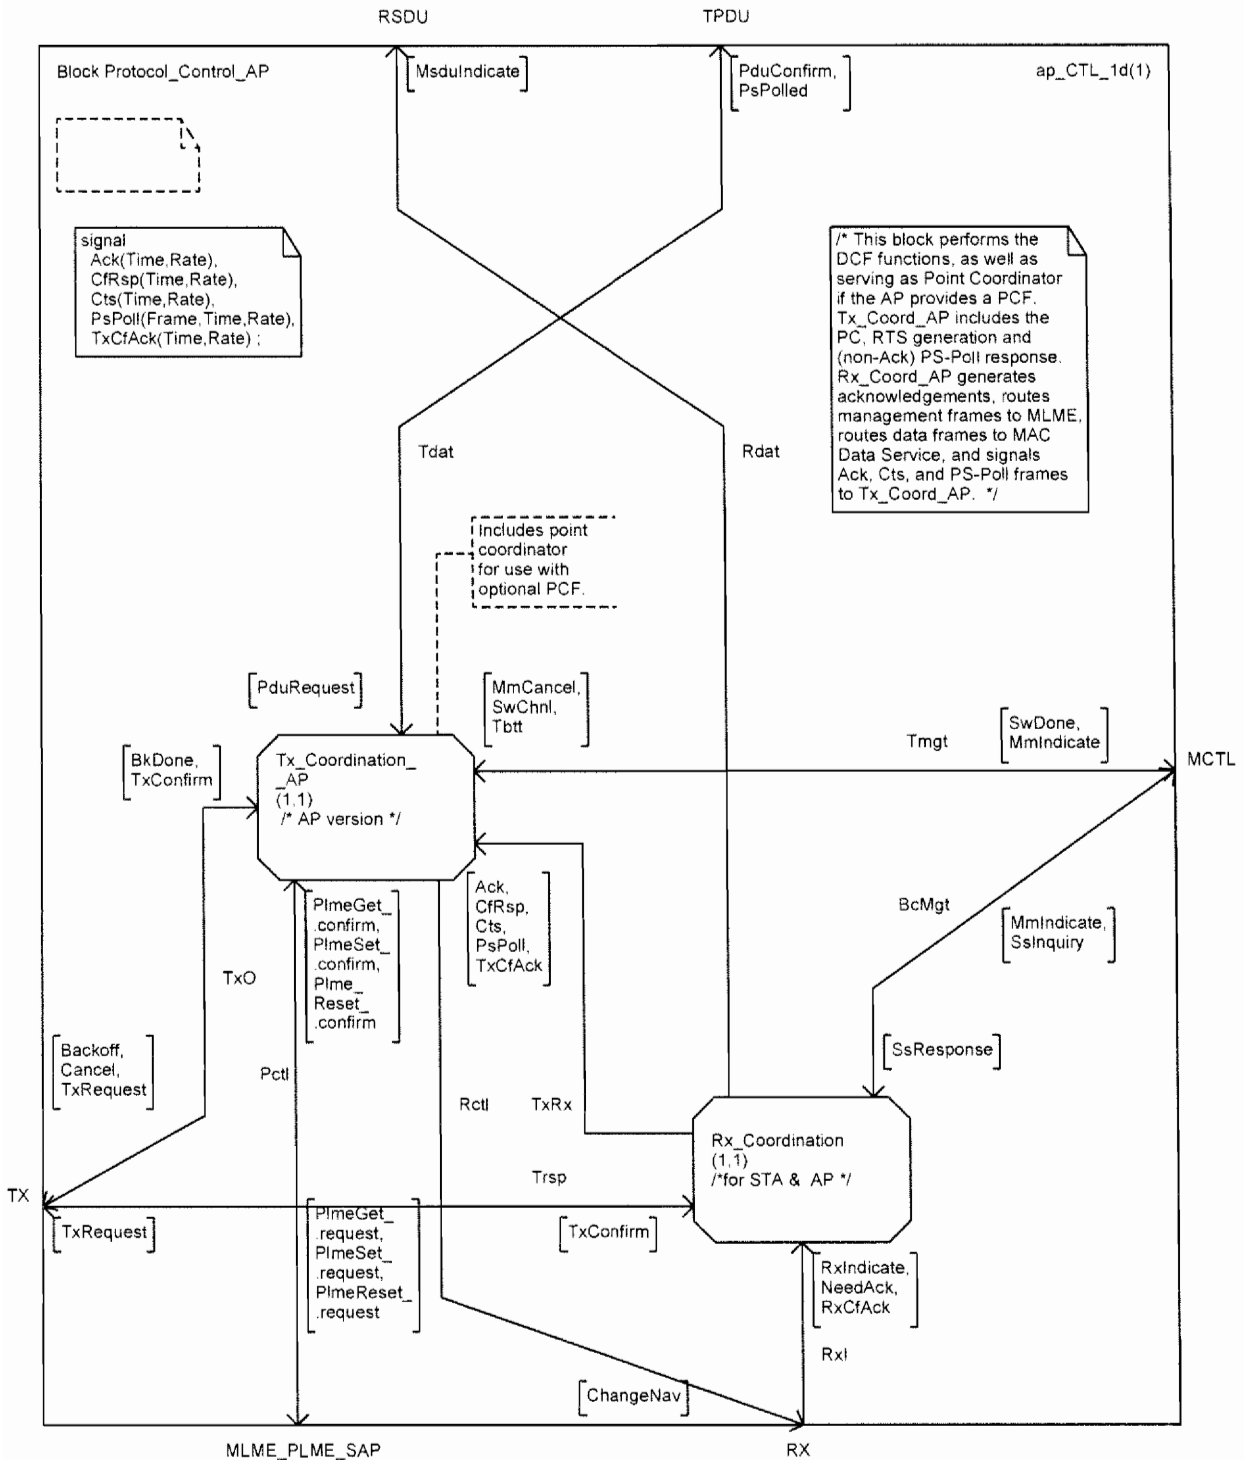 RSDU
TPDU
Block Protocol_Control_AP
MsduIndicate
PduConfirm,
PsPolled
ap_CTL_1d(1)
signal
Ack(Time,Rate),
CfRsp(Time,Rate),
Cts(Time,Rate),
PsPoll(Frame,Time,Rate),
TxCfAck(Time,Rate) ;
/* This block performs the
DCF functions, as well as
serving as Point Coordinator
if the AP provides a PCF.
Tx_Coord_AP includes the
PC, RTS generation and
(non-Ack) PS-Poll response.
Rx_Coord_AP generates
acknowledgements, routes
management frames to MLME,
routes data frames to MAC
Data Service, and signals
Ack, Cts, and PS-Poll frames
to Tx_Coord_AP. */
Tdat
Rdat
Includes point
coordinator
for use with
optional PCF.
PduRequest
MmCancel,
SwChnl,
Tbtt
SwDone,
MmIndicate
Tmgt
MCTL
BkDone,
TxConfirm
Tx_Coordination_
_AP
(1,1)
/* AP version */
PlmeGet_
.confirm,
PlmeSet_
.confirm,
Plme_
Reset_
.confirm
Ack,
CfRsp,
Cts,
PsPoll,
TxCfAck
BcMgt
MmIndicate,
SsInquiry
TxO
Backoff,
Cancel,
TxRequest
Pctl
Rctl
TxRx
SsResponse
Rx_Coordination
(1,1)
/*for STA & AP */
Trsp
TX
TxRequest
PlmeGet_
.request,
PlmeSet_
.request,
PlmeReset_
.request
TxConfirm
RxIndicate,
NeedAck,
RxCfAck
RxI
ChangeNav
MLME_PLME_SAP
RX